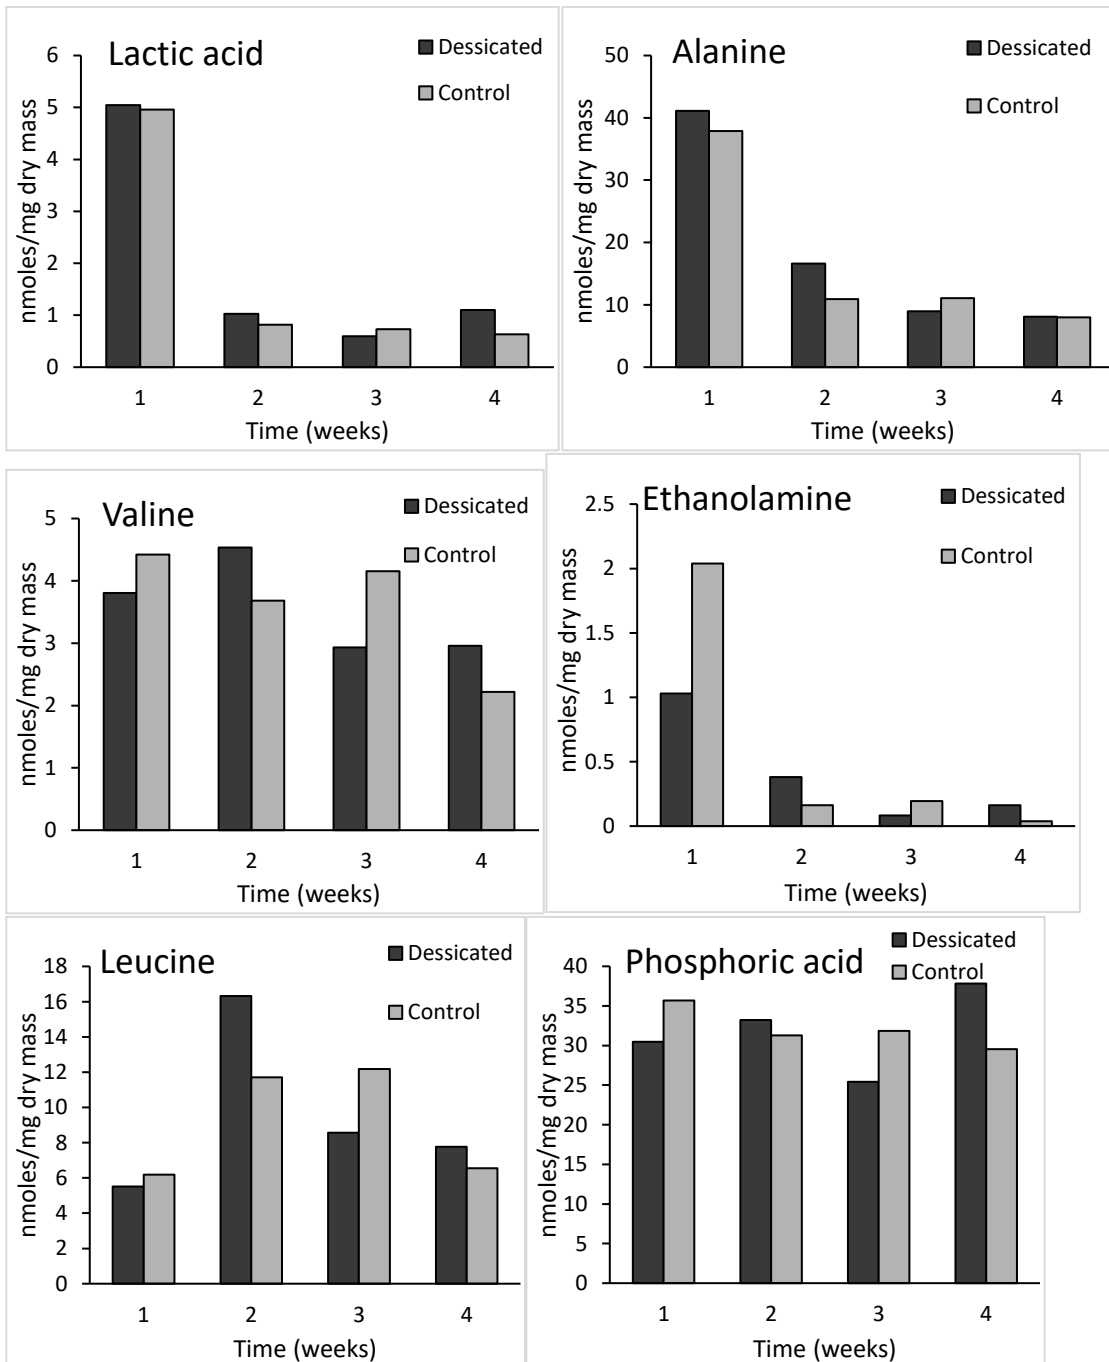 Lactic acid
Dessicated
Control
nmoles/mg dry mass
6
5
4
3
2
1
0
1 2 3 4
Time (weeks)
Alanine
Dessicated
Control
nmoles/mg dry mass
50
40
30
20
10
0
1 2 3 4
Time (weeks)
Valine
Dessicated
Control
nmoles/mg dry mass
5
4
3
2
1
0
1 2 3 4
Time (weeks)
Ethanolamine
Dessicated
Control
nmoles/mg dry mass
2.5
2
1.5
1
0.5
0
1 2 3 4
Time (weeks)
Leucine
Dessicated
Control
nmoles/mg dry mass
18
16
14
12
10
8
6
4
2
0
1 2 3 4
Time (weeks)
Phosphoric acid
Dessicated
Control
nmoles/mg dry mass
40
35
30
25
20
15
10
5
0
1 2 3 4
Time (weeks)